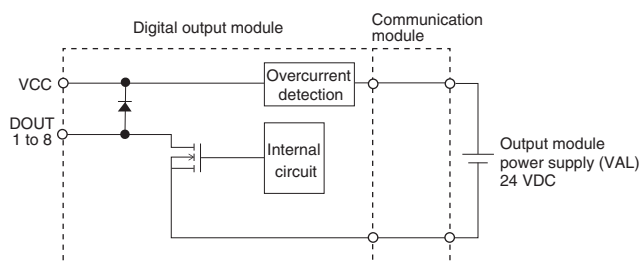 Digital output module
Communication
module
VCC
Overcurrent
detection
DOUT
1 to 8
Internal
circuit
Output module
power supply (VAL)
24 VDC